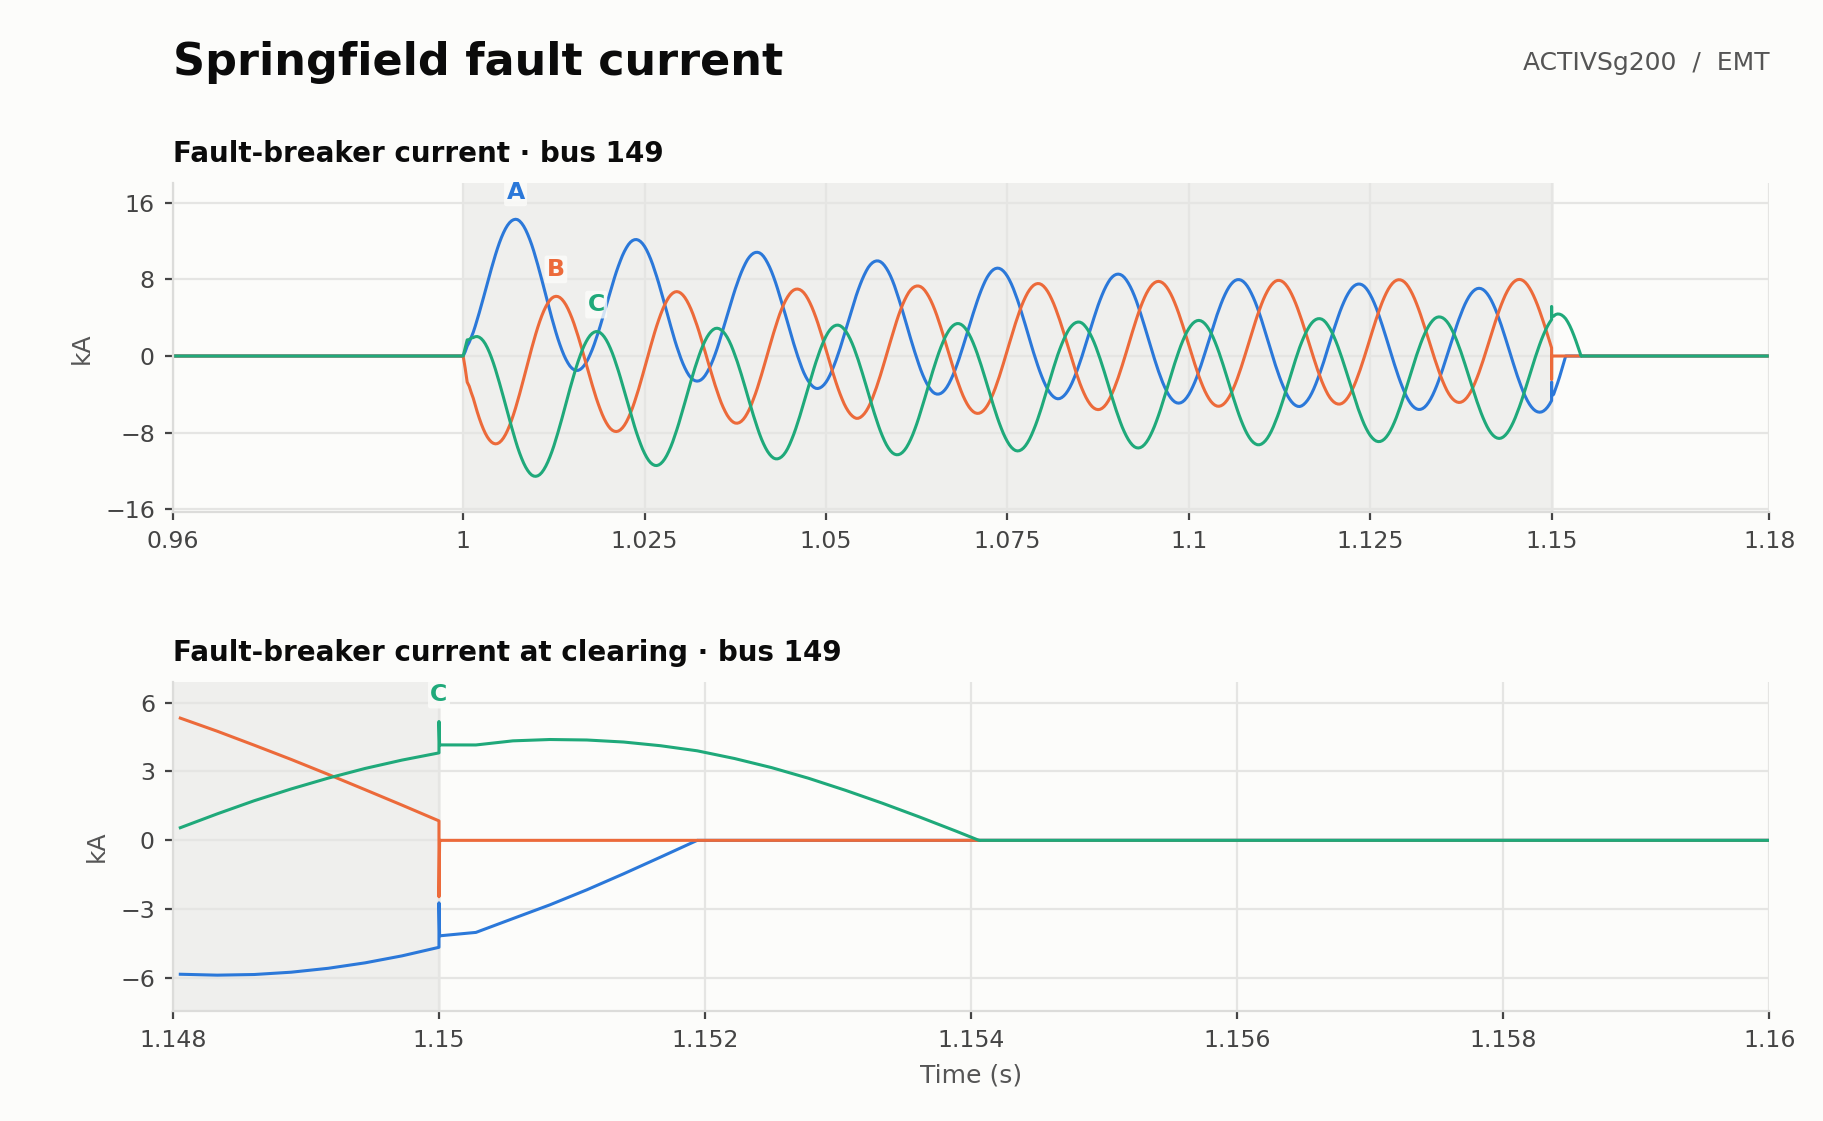 Springfield fault current
ACTIVSg200 / EMT
Fault-breaker current · bus 149
A
B
C
kA
16
8
0
−8
−16
0.96 1 1.025 1.05 1.075 1.1 1.125 1.15 1.18
Fault-breaker current at clearing · bus 149
C
kA
6
3
0
−3
−6
1.148 1.15 1.152 1.154 1.156 1.158 1.16
Time (s)